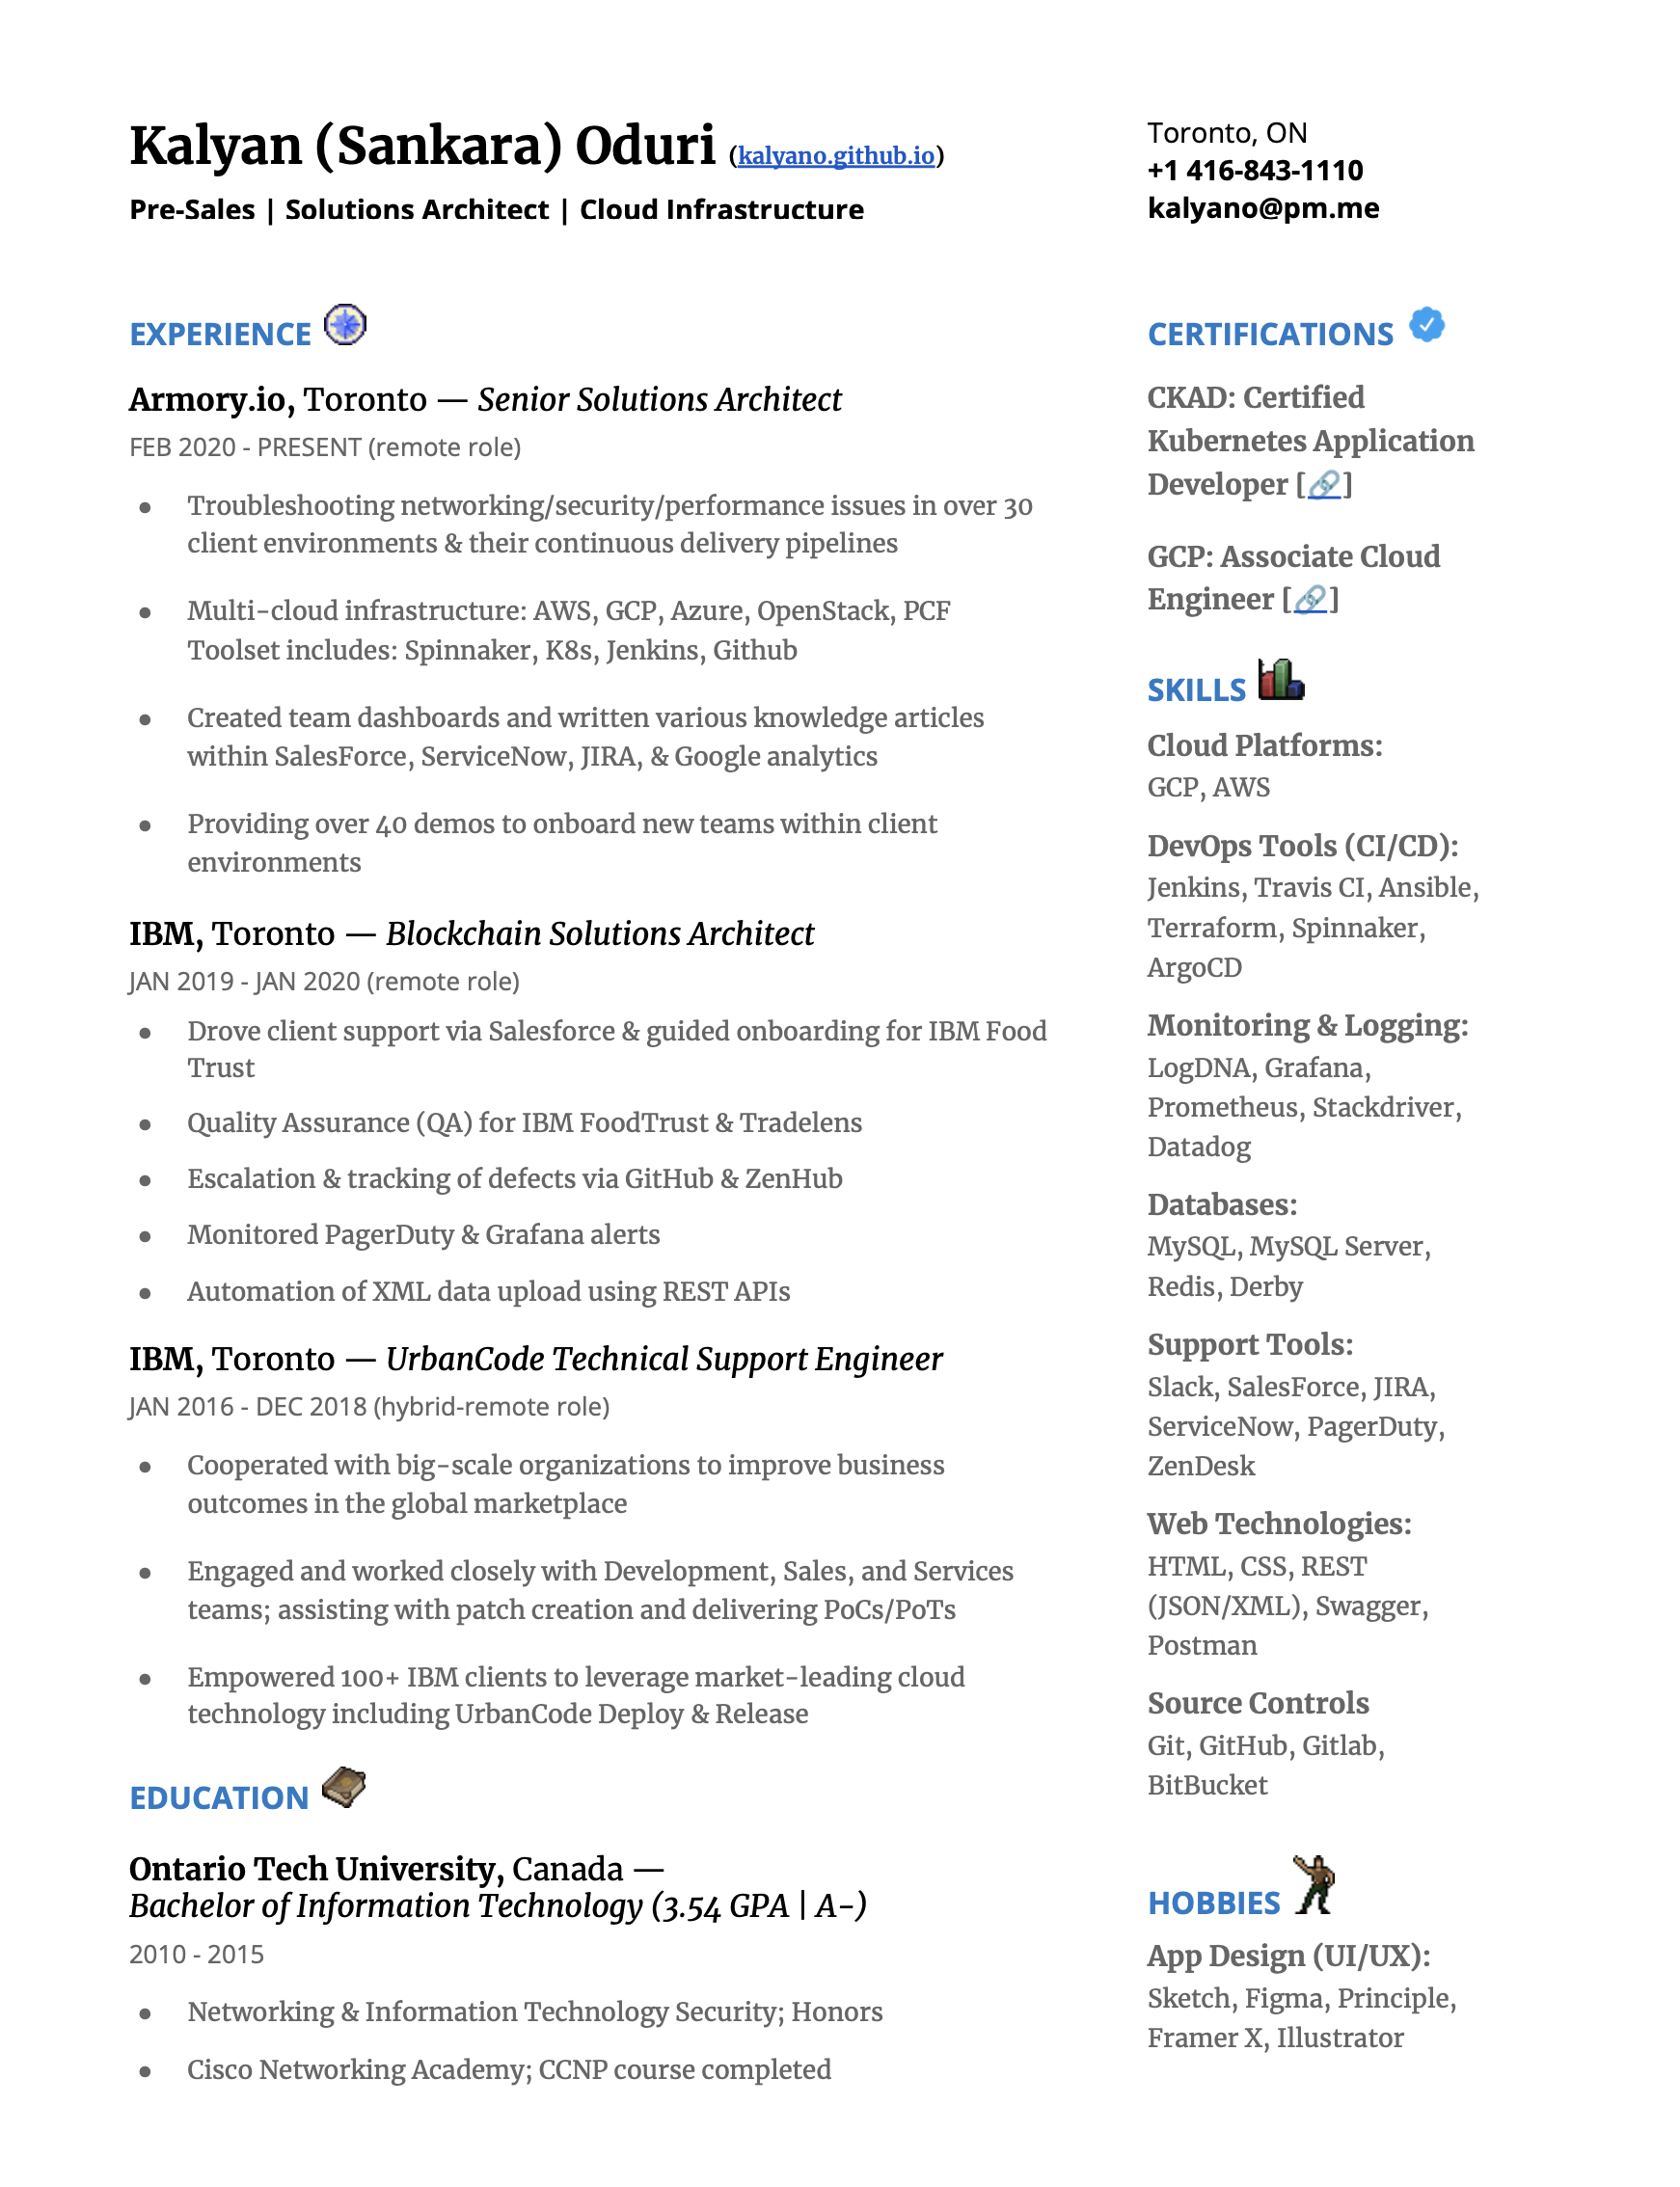 Kalyan (Sankara) Oduri (kalyano.github.io)
Pre-Sales | Solutions Architect | Cloud Infrastructure
Toronto, ON
+1 416-843-1110
kalyano@pm.me
EXPERIENCE
Armory.io, Toronto — Senior Solutions Architect
FEB 2020 - PRESENT (remote role)
● Troubleshooting networking/security/performance issues in over 30
client environments & their continuous delivery pipelines
● Multi-cloud infrastructure: AWS, GCP, Azure, OpenStack, PCF
Toolset includes: Spinnaker, K8s, Jenkins, Github
● Created team dashboards and written various knowledge articles
within SalesForce, ServiceNow, JIRA, & Google analytics
● Providing over 40 demos to onboard new teams within client
environments
IBM, Toronto — Blockchain Solutions Architect
JAN 2019 - JAN 2020 (remote role)
● Drove client support via Salesforce & guided onboarding for IBM Food
Trust
● Quality Assurance (QA) for IBM FoodTrust & Tradelens
● Escalation & tracking of defects via GitHub & ZenHub
● Monitored PagerDuty & Grafana alerts
● Automation of XML data upload using REST APIs
IBM, Toronto — UrbanCode Technical Support Engineer
JAN 2016 - DEC 2018 (hybrid-remote role)
● Cooperated with big-scale organizations to improve business
outcomes in the global marketplace
● Engaged and worked closely with Development, Sales, and Services
teams; assisting with patch creation and delivering PoCs/PoTs
● Empowered 100+ IBM clients to leverage market-leading cloud
technology including UrbanCode Deploy & Release
EDUCATION
Ontario Tech University, Canada —
Bachelor of Information Technology (3.54 GPA | A-)
2010 - 2015
● Networking & Information Technology Security; Honors
● Cisco Networking Academy; CCNP course completed
CERTIFICATIONS
CKAD: Certified
Kubernetes Application
Developer [🔗]
GCP: Associate Cloud
Engineer [🔗]
SKILLS
Cloud Platforms:
GCP, AWS
DevOps Tools (CI/CD):
Jenkins, Travis CI, Ansible,
Terraform, Spinnaker,
ArgoCD
Monitoring & Logging:
LogDNA, Grafana,
Prometheus, Stackdriver,
Datadog
Databases:
MySQL, MySQL Server,
Redis, Derby
Support Tools:
Slack, SalesForce, JIRA,
ServiceNow, PagerDuty,
ZenDesk
Web Technologies:
HTML, CSS, REST
(JSON/XML), Swagger,
Postman
Source Controls
Git, GitHub, Gitlab,
BitBucket
HOBBIES
App Design (UI/UX):
Sketch, Figma, Principle,
Framer X, Illustrator